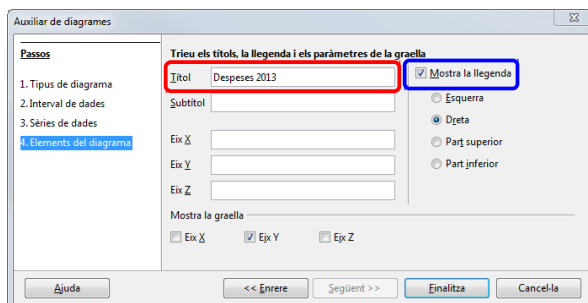 Auxiliar de diagrames
Passos
1. Tipus de diagrama
2. Interval de dades
3. Sèries de dades
4. Elements del diagrama
Trieu els títols, la llegenda i els paràmetres de la graella
Títol Despeses 2013
Subtítol
Eix X
Eix Y
Eix Z
Mostra la llegenda
Esquerra
Dreta
Part superior
Part inferior
Mostra la graella
Eix X Eix Y Eix Z
Ajuda << Enrere Següent >> Finalitza Cancel·la